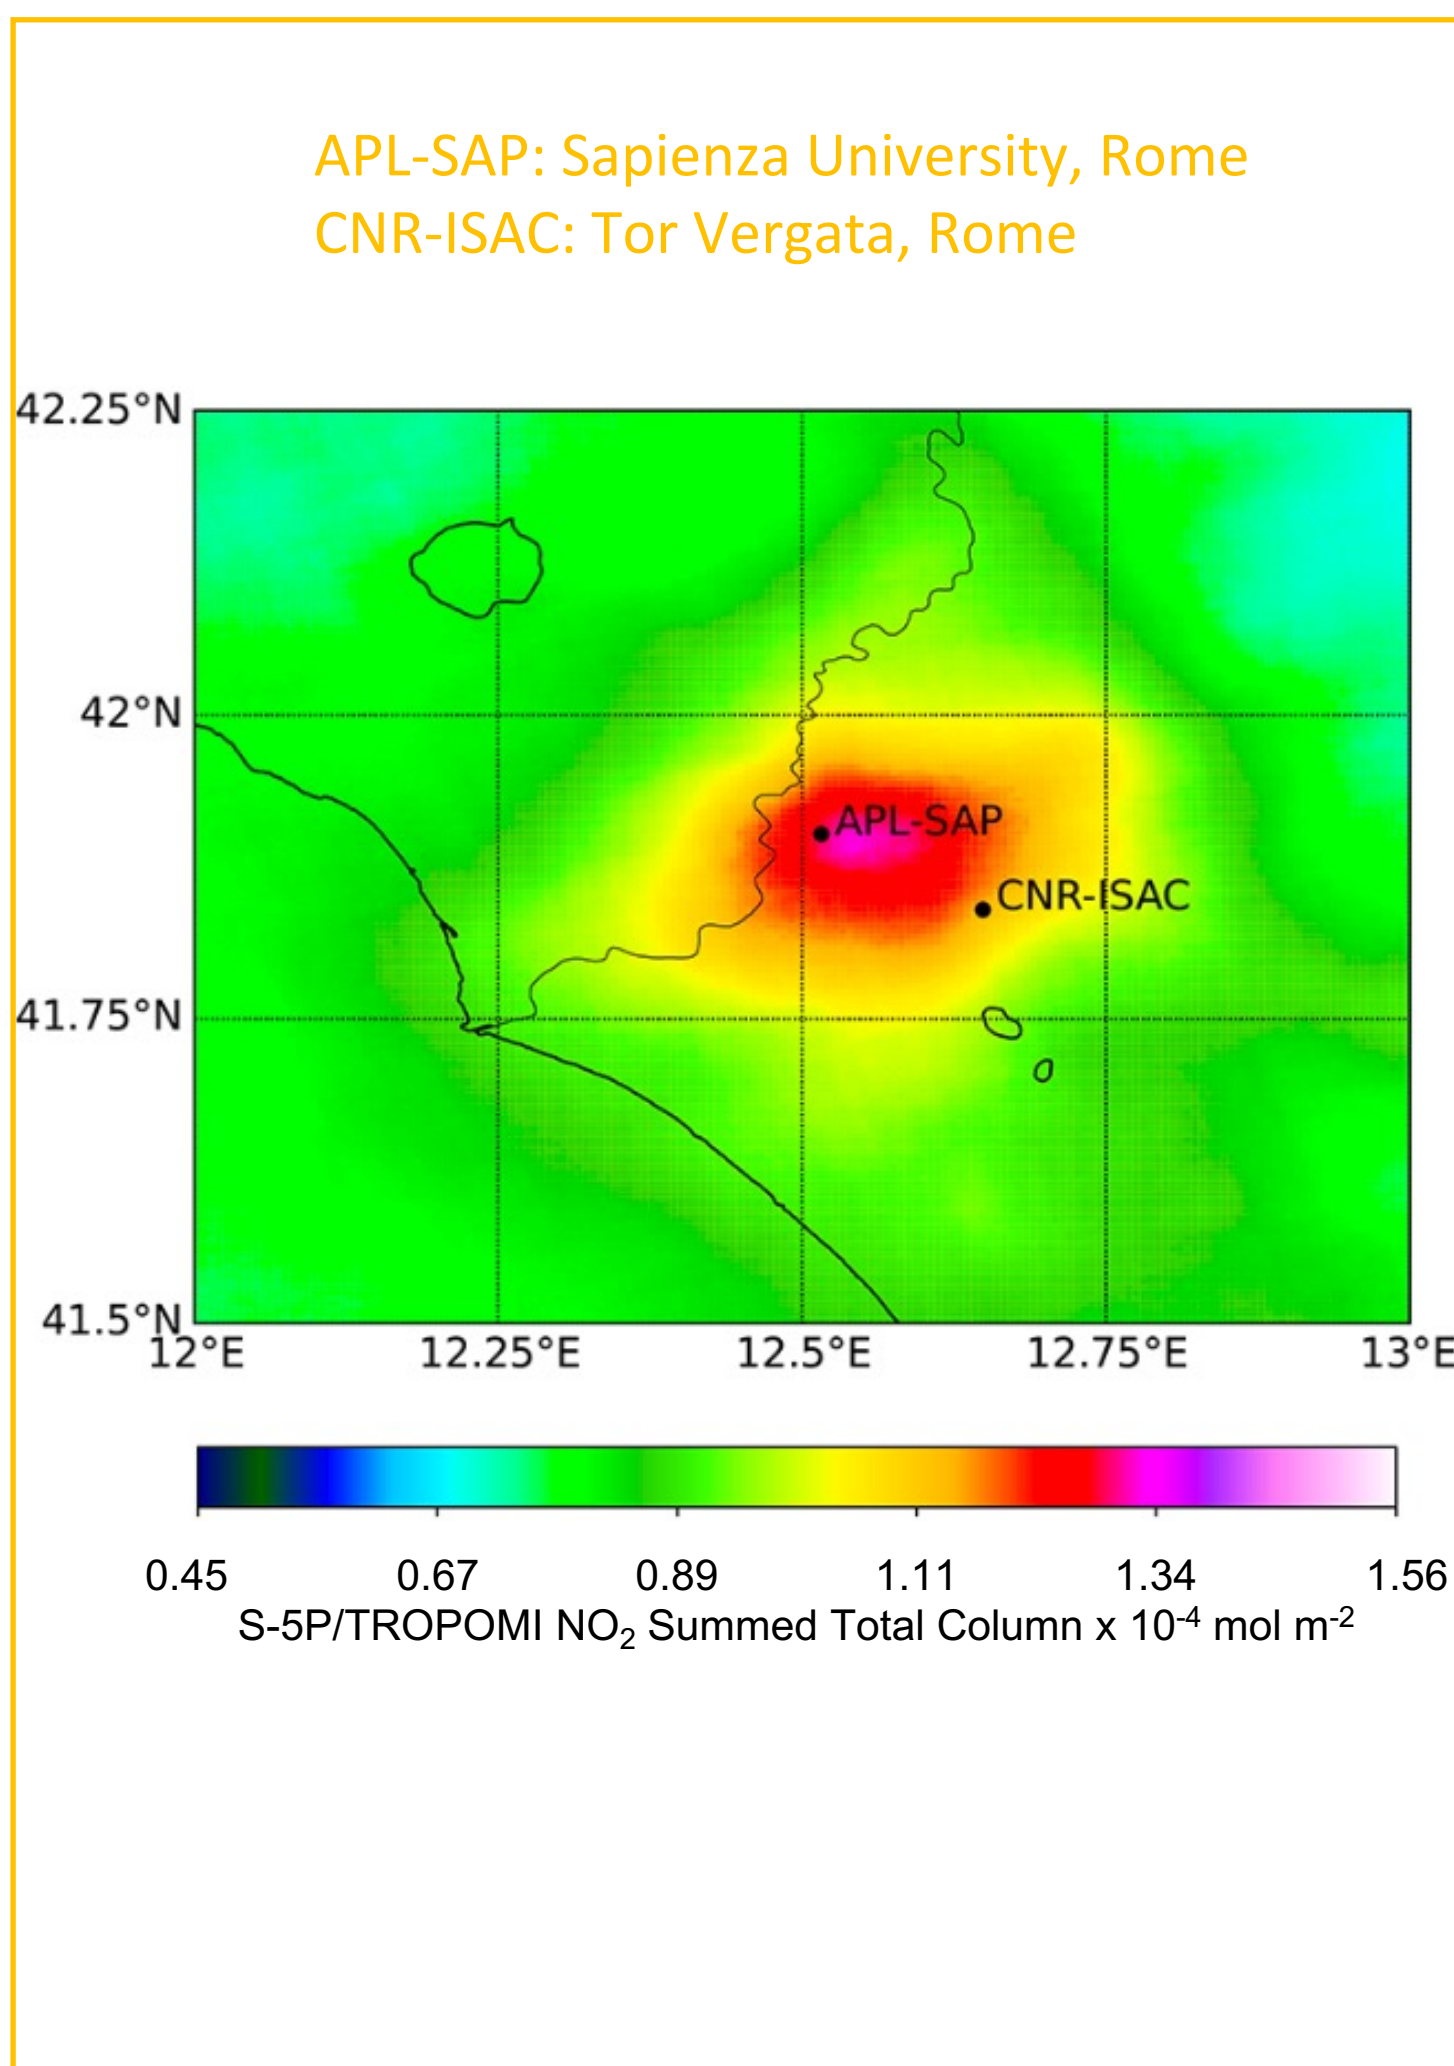 APL-SAP: Sapienza University, Rome
CNR-ISAC: Tor Vergata, Rome
42.25°N
42°N
APL-SAP
CNR-ISAC
41.75°N
41.5°N
12°E 12.25°E 12.5°E 12.75°E 13°E
0.45 0.67 0.89 1.11 1.34 1.56
S-5P/TROPOMI NO₂ Summed Total Column x 10⁻⁴ mol m⁻²